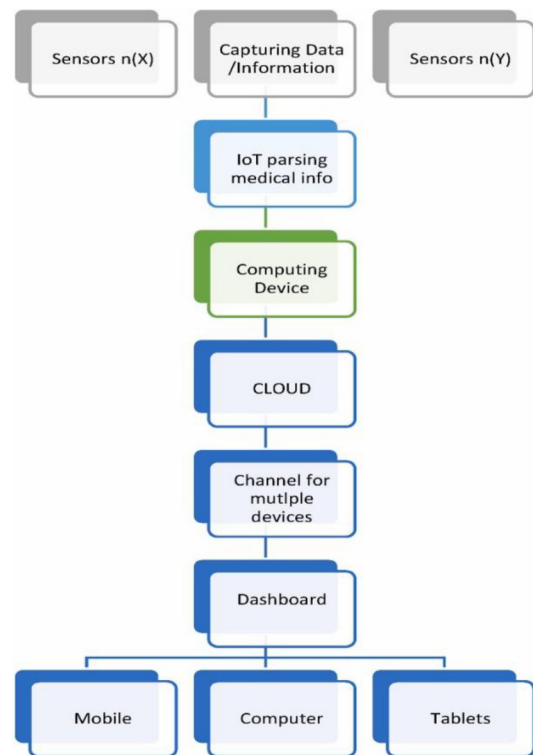 Sensors n(X)
Capturing Data
/Information
Sensors n(Y)
IoT parsing
medical info
Computing
Device
CLOUD
Channel for
mutlple
devices
Dashboard
Mobile
Computer
Tablets